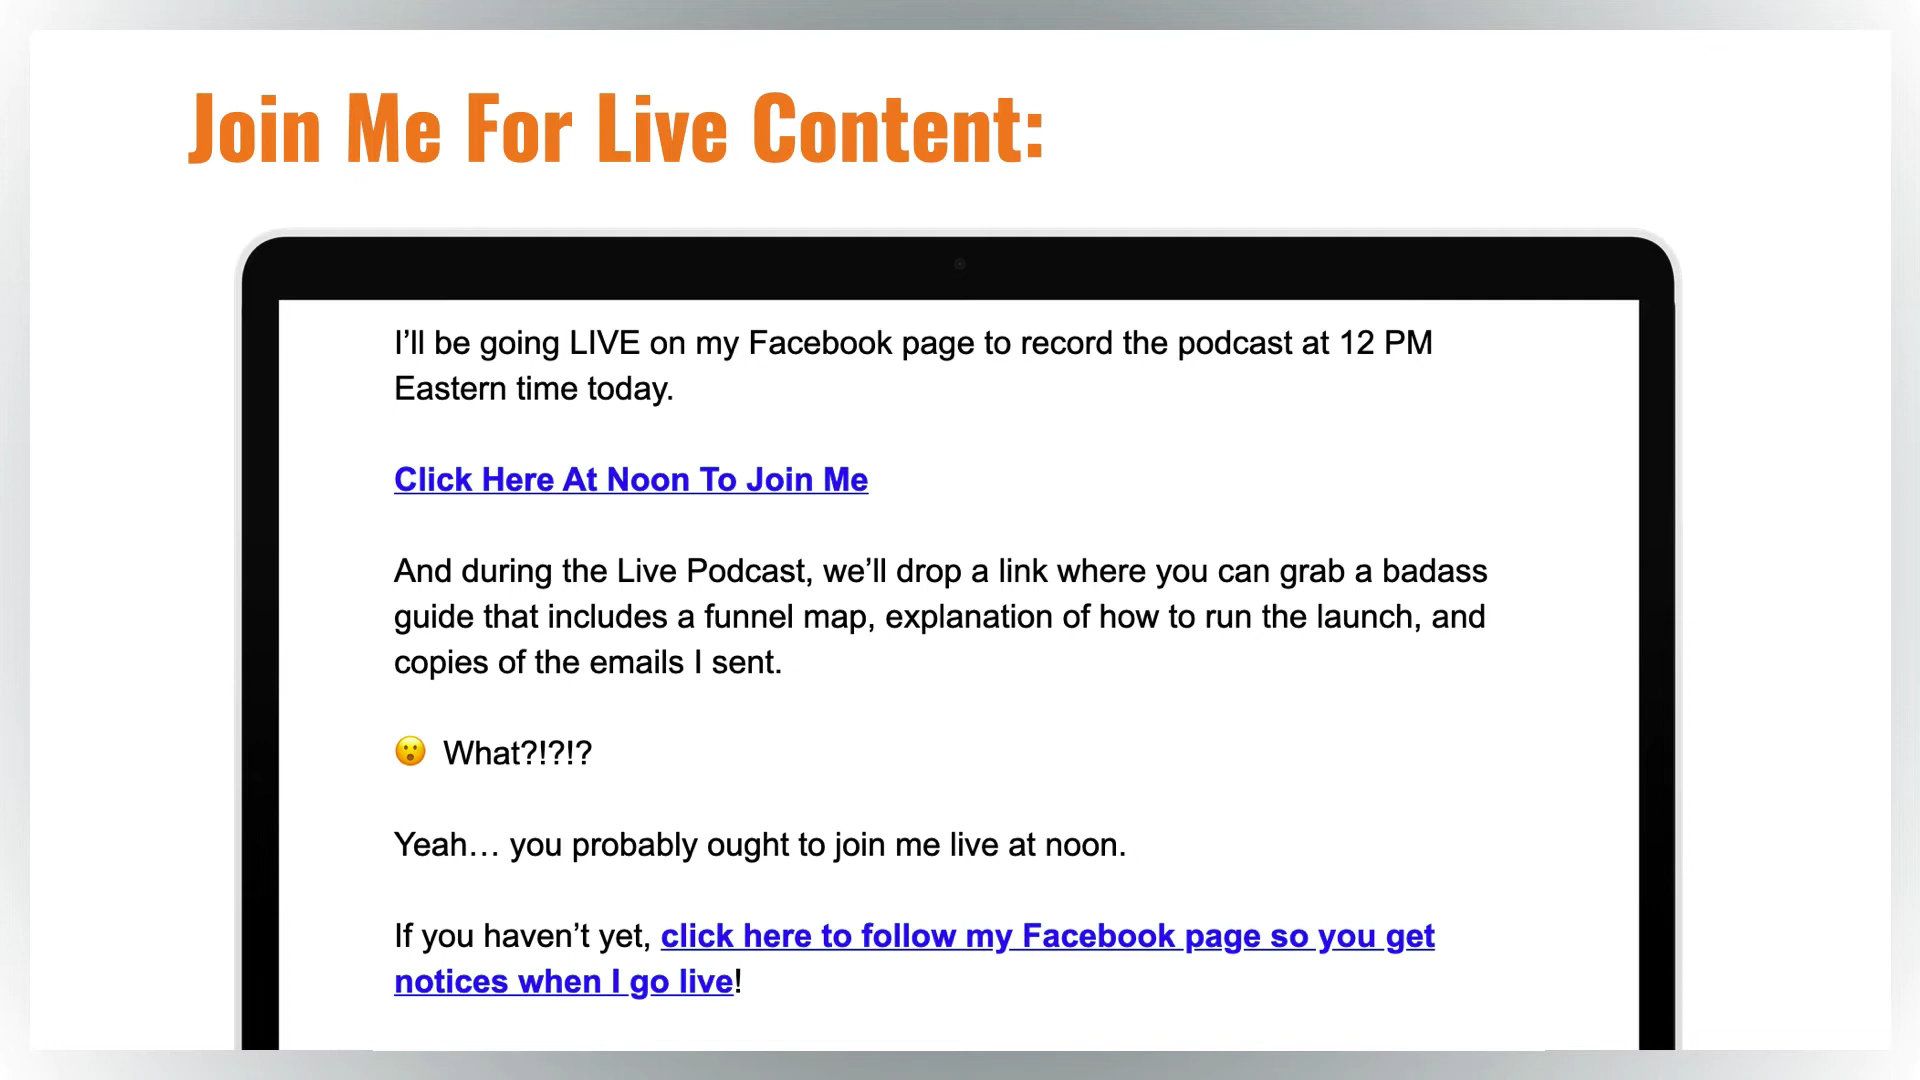 Join Me For Live Content:
I’ll be going LIVE on my Facebook page to record the podcast at 12 PM
Eastern time today.
Click Here At Noon To Join Me
And during the Live Podcast, we’ll drop a link where you can grab a badass
guide that includes a funnel map, explanation of how to run the launch, and
copies of the emails I sent.
😮 What?!?!?
Yeah… you probably ought to join me live at noon.
If you haven’t yet, click here to follow my Facebook page so you get
notices when I go live!